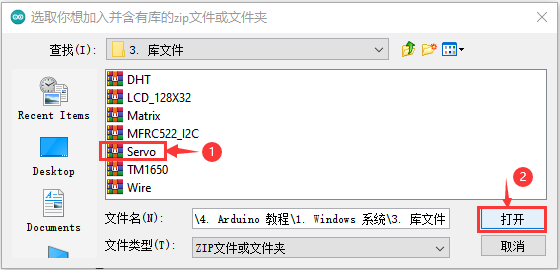 选取你想加入并含有库的zip文件或文件夹
查找(I):
3. 库文件
DHT
LCD_128X32
Matrix
MFRC522_I2C
Servo
1
TM1650
Wire
Recent Items
Desktop
Documents
2
文件名(N):
\4. Arduino 教程\1. Windows 系统\3. 库文件
打开
文件类型(T):
ZIP文件或文件夹
取消